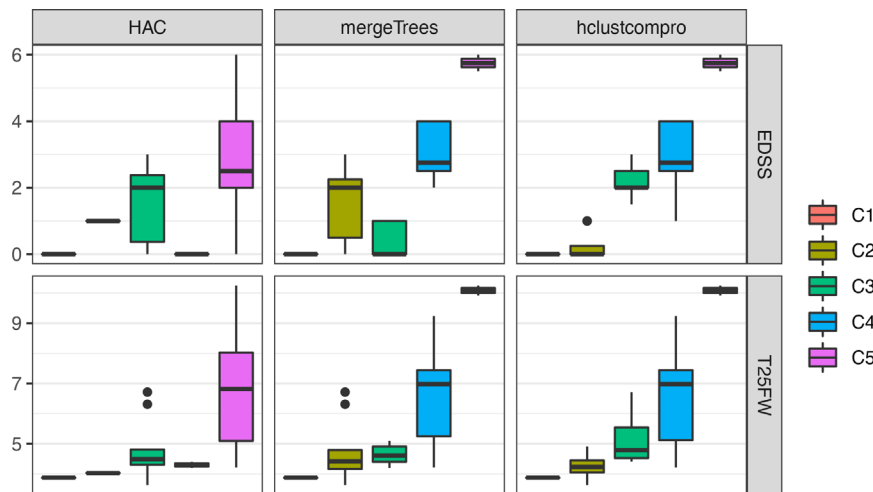 HAC mergeTrees hclustcompro
6
4
2
0
EDSS
9
7
5
T25FW
C1
C2
C3
C4
C5